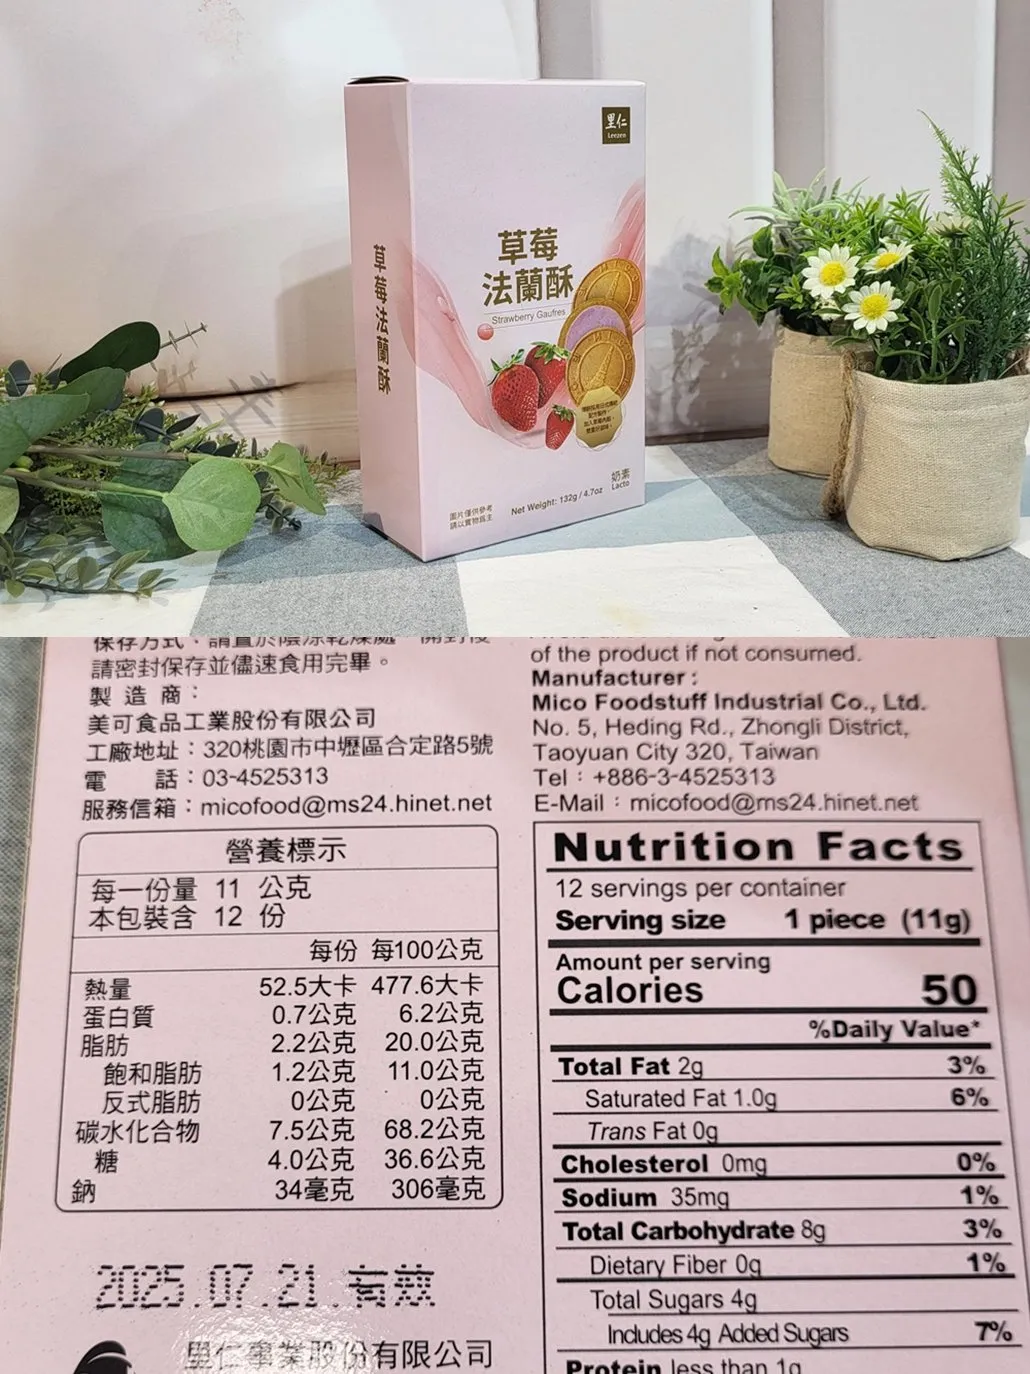 里仁
Leezen
草莓
法蘭酥
Strawberry Gaufres
草莓法蘭酥
奶素
Lacto
圖片僅供參考
請以實物為主
Net Weight: 132g / 4.7oz
保存方式：請置於陰涼乾燥處
請密封保存並儘速食用完畢。
製造商：
美可食品工業股份有限公司
工廠地址：320桃園市中壢區合定路5號
電話：03-4525313
服務信箱：micofood@ms24.hinet.net
營養標示
每一份量 11 公克
本包裝含 12 份
每份 每100公克
熱量 52.5大卡 477.6大卡
蛋白質 0.7公克 6.2公克
脂肪 2.2公克 20.0公克
飽和脂肪 1.2公克 11.0公克
反式脂肪 0公克 0公克
碳水化合物 7.5公克 68.2公克
糖 4.0公克 36.6公克
鈉 34毫克 306毫克
2025.07.21.有效
里仁事業股份有限公司
of the product if not consumed.
Manufacturer :
Mico Foodstuff Industrial Co., Ltd.
No. 5, Heding Rd., Zhongli District,
Taoyuan City 320, Taiwan
Tel : +886-3-4525313
E-Mail : micofood@ms24.hinet.net
Nutrition Facts
12 servings per container
Serving size 1 piece (11g)
Amount per serving
Calories 50
%Daily Value*
Total Fat 2g 3%
Saturated Fat 1.0g 6%
Trans Fat 0g
Cholesterol 0mg 0%
Sodium 35mg 1%
Total Carbohydrate 8g 3%
Dietary Fiber 0g 1%
Total Sugars 4g
Includes 4g Added Sugars 7%
Protein less than 1g